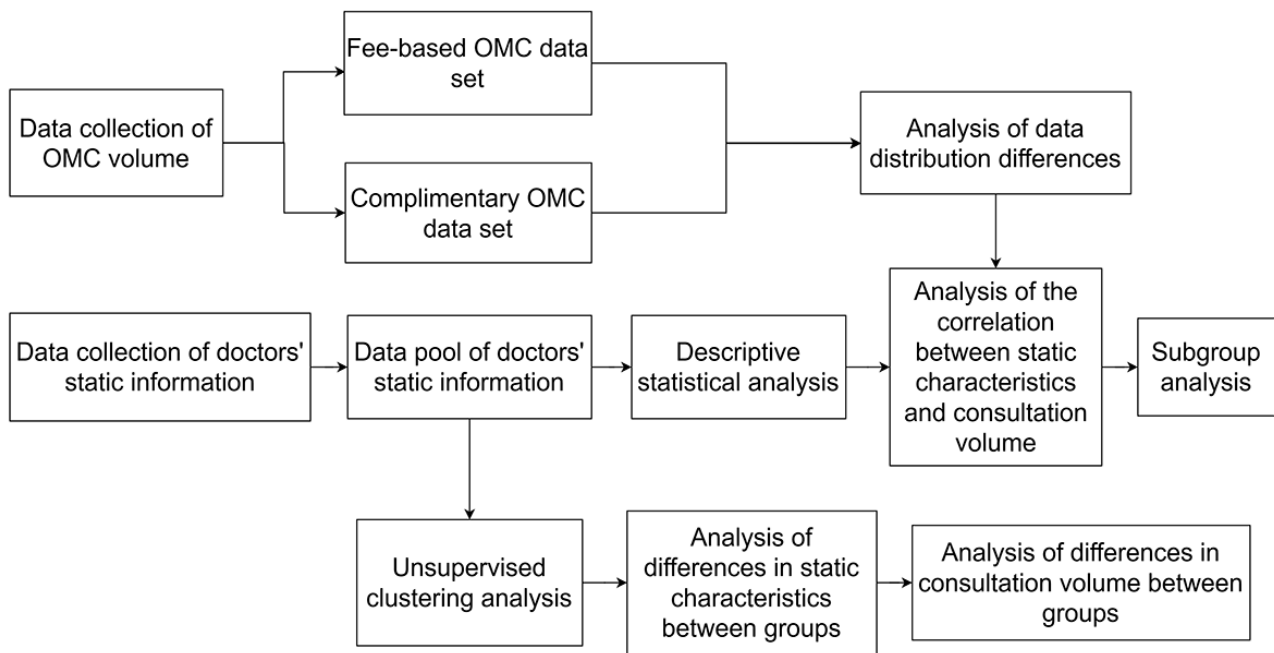 Fee-based OMC data
set
Data collection of
OMC volume
Analysis of data
distribution differences
Complimentary OMC
data set
Data collection of doctors'
static information
Data pool of doctors'
static information
Descriptive
statistical analysis
Analysis of the
correlation
between static
characteristics
and consultation
volume
Subgroup
analysis
Unsupervised
clustering analysis
Analysis of
differences in static
characteristics
between groups
Analysis of differences in
consultation volume between
groups